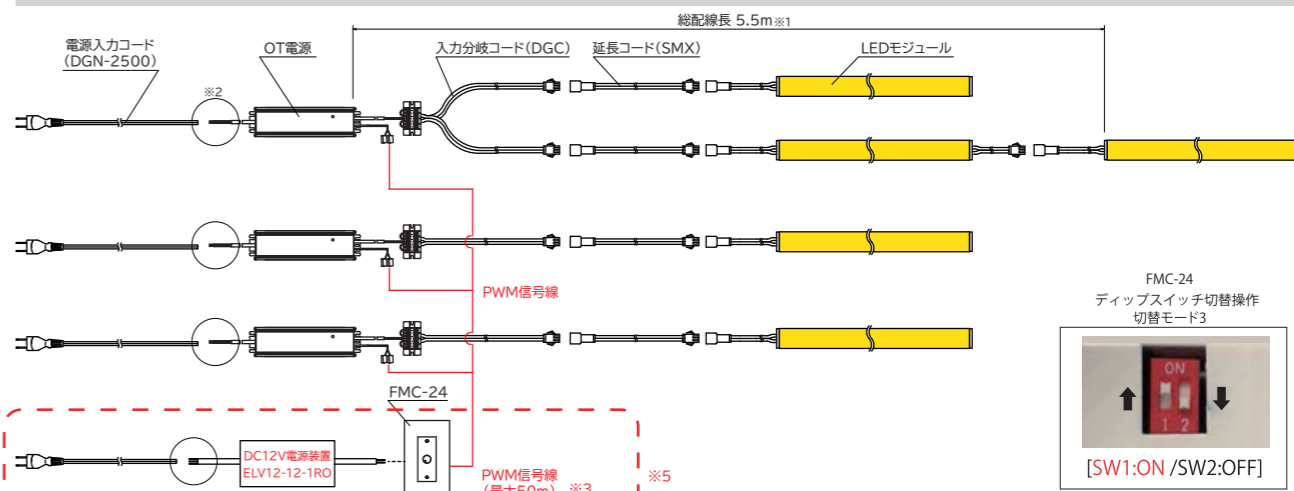 総配線長 5.5m※1
電源入力コード
(DGN-2500)
OT電源
入力分岐コード(DGC)
延長コード(SMX)
LEDモジュール
※2
PWM信号線
FMC-24
ディップスイッチ切替操作
切替モード3
ON
1 2
[SW1:ON /SW2:OFF]
FMC-24
DC12V電源装置
ELV12-12-1RO
PWM信号線
(最大50m) ※3
※5